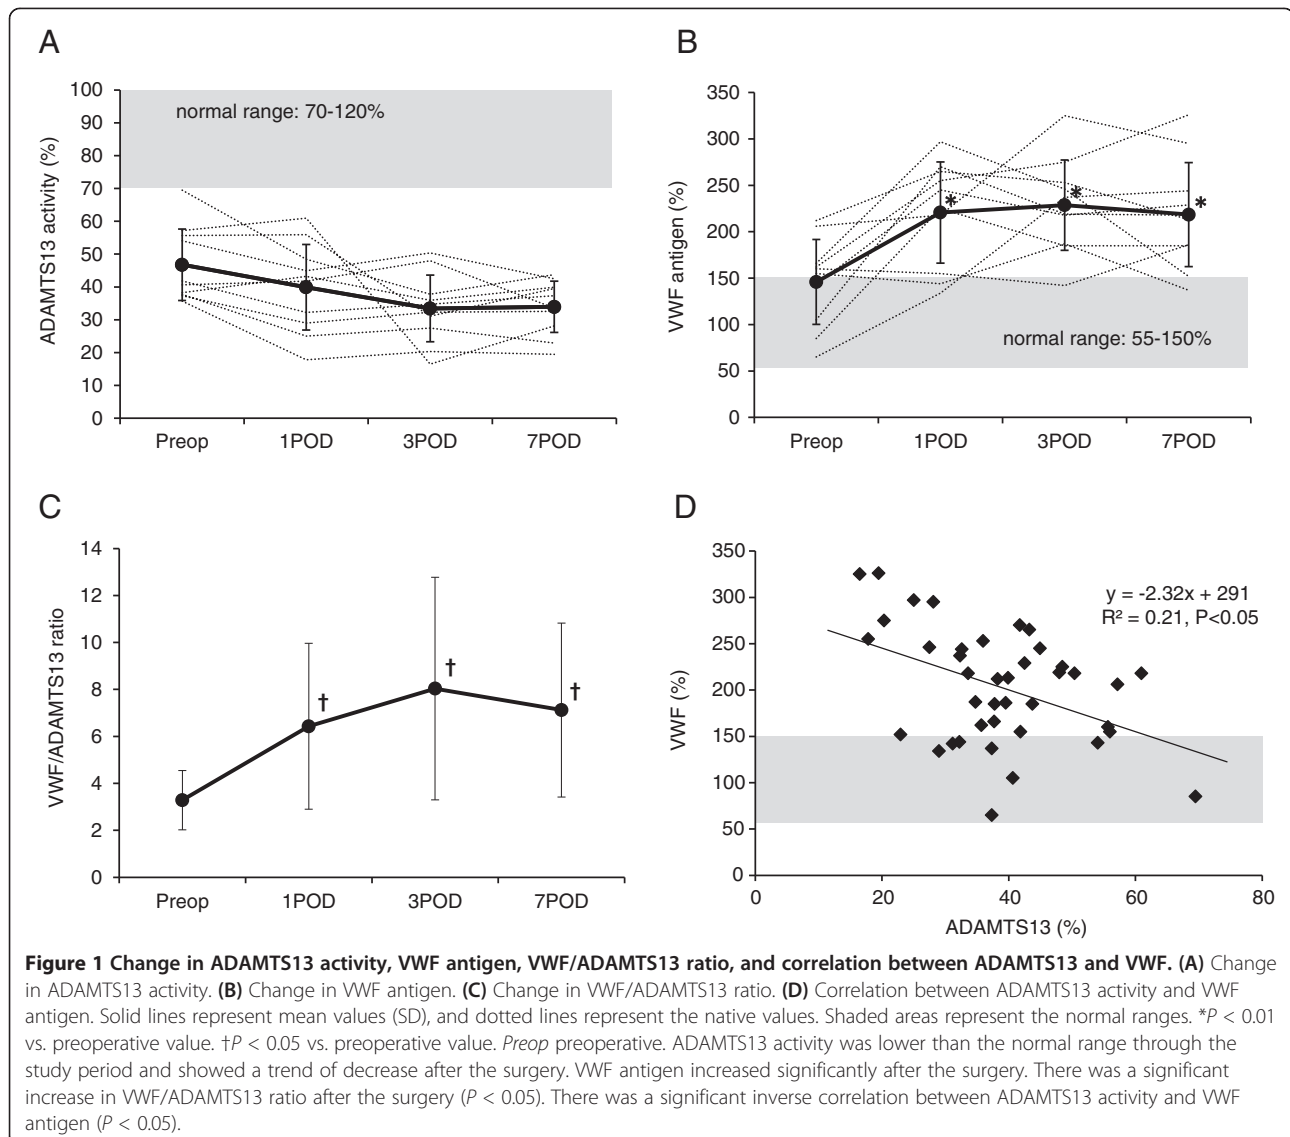 A
ADAMTS13 activity (%)
100
90
80
70
60
50
40
30
20
10
0
normal range: 70-120%
Preop 1POD 3POD 7POD
B
VWF antigen (%)
350
300
250
200
150
100
50
0
*
*
*
normal range: 55-150%
Preop 1POD 3POD 7POD
C
VWF/ADAMTS13 ratio
14
12
10
8
6
4
2
0
†
†
†
Preop 1POD 3POD 7POD
D
VWF (%)
350
300
250
200
150
100
50
0
y = -2.32x + 291
R² = 0.21, P<0.05
0 20 40 60 80
ADAMTS13 (%)
Figure 1 Change in ADAMTS13 activity, VWF antigen, VWF/ADAMTS13 ratio, and correlation between ADAMTS13 and VWF. (A) Change
in ADAMTS13 activity. (B) Change in VWF antigen. (C) Change in VWF/ADAMTS13 ratio. (D) Correlation between ADAMTS13 activity and VWF
antigen. Solid lines represent mean values (SD), and dotted lines represent the native values. Shaded areas represent the normal ranges. *P < 0.01
vs. preoperative value. †P < 0.05 vs. preoperative value. Preop preoperative. ADAMTS13 activity was lower than the normal range through the
study period and showed a trend of decrease after the surgery. VWF antigen increased significantly after the surgery. There was a significant
increase in VWF/ADAMTS13 ratio after the surgery (P < 0.05). There was a significant inverse correlation between ADAMTS13 activity and VWF
antigen (P < 0.05).